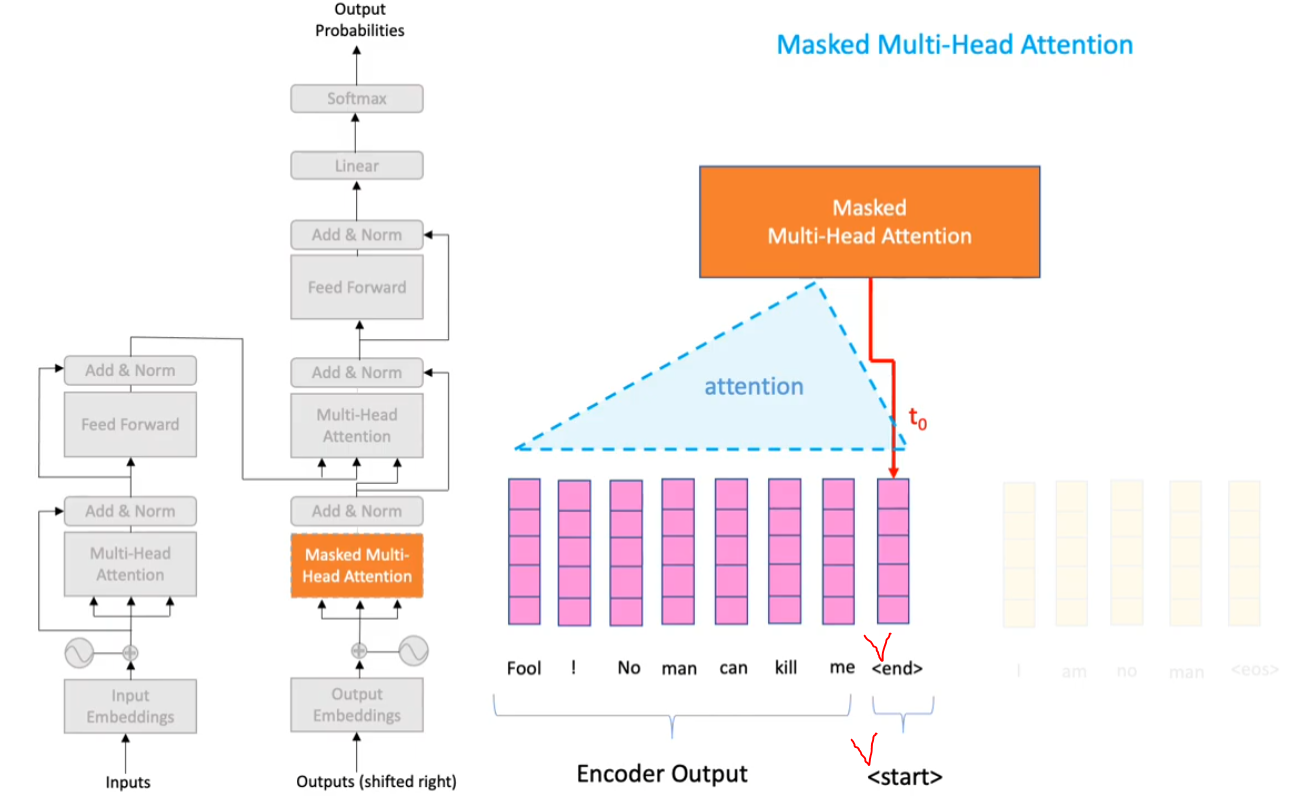 Output
Probabilities
Softmax
Linear
Add & Norm
Feed Forward
Add & Norm
Multi-Head
Attention
Add & Norm
Masked Multi-
Head Attention
Output
Embeddings
Outputs (shifted right)
Add & Norm
Feed Forward
Add & Norm
Multi-Head
Attention
Input
Embeddings
Inputs
Masked Multi-Head Attention
Masked
Multi-Head Attention
attention
t₀
Fool ! No man can kill me <end>
I am no man <eos>
Encoder Output
<start>